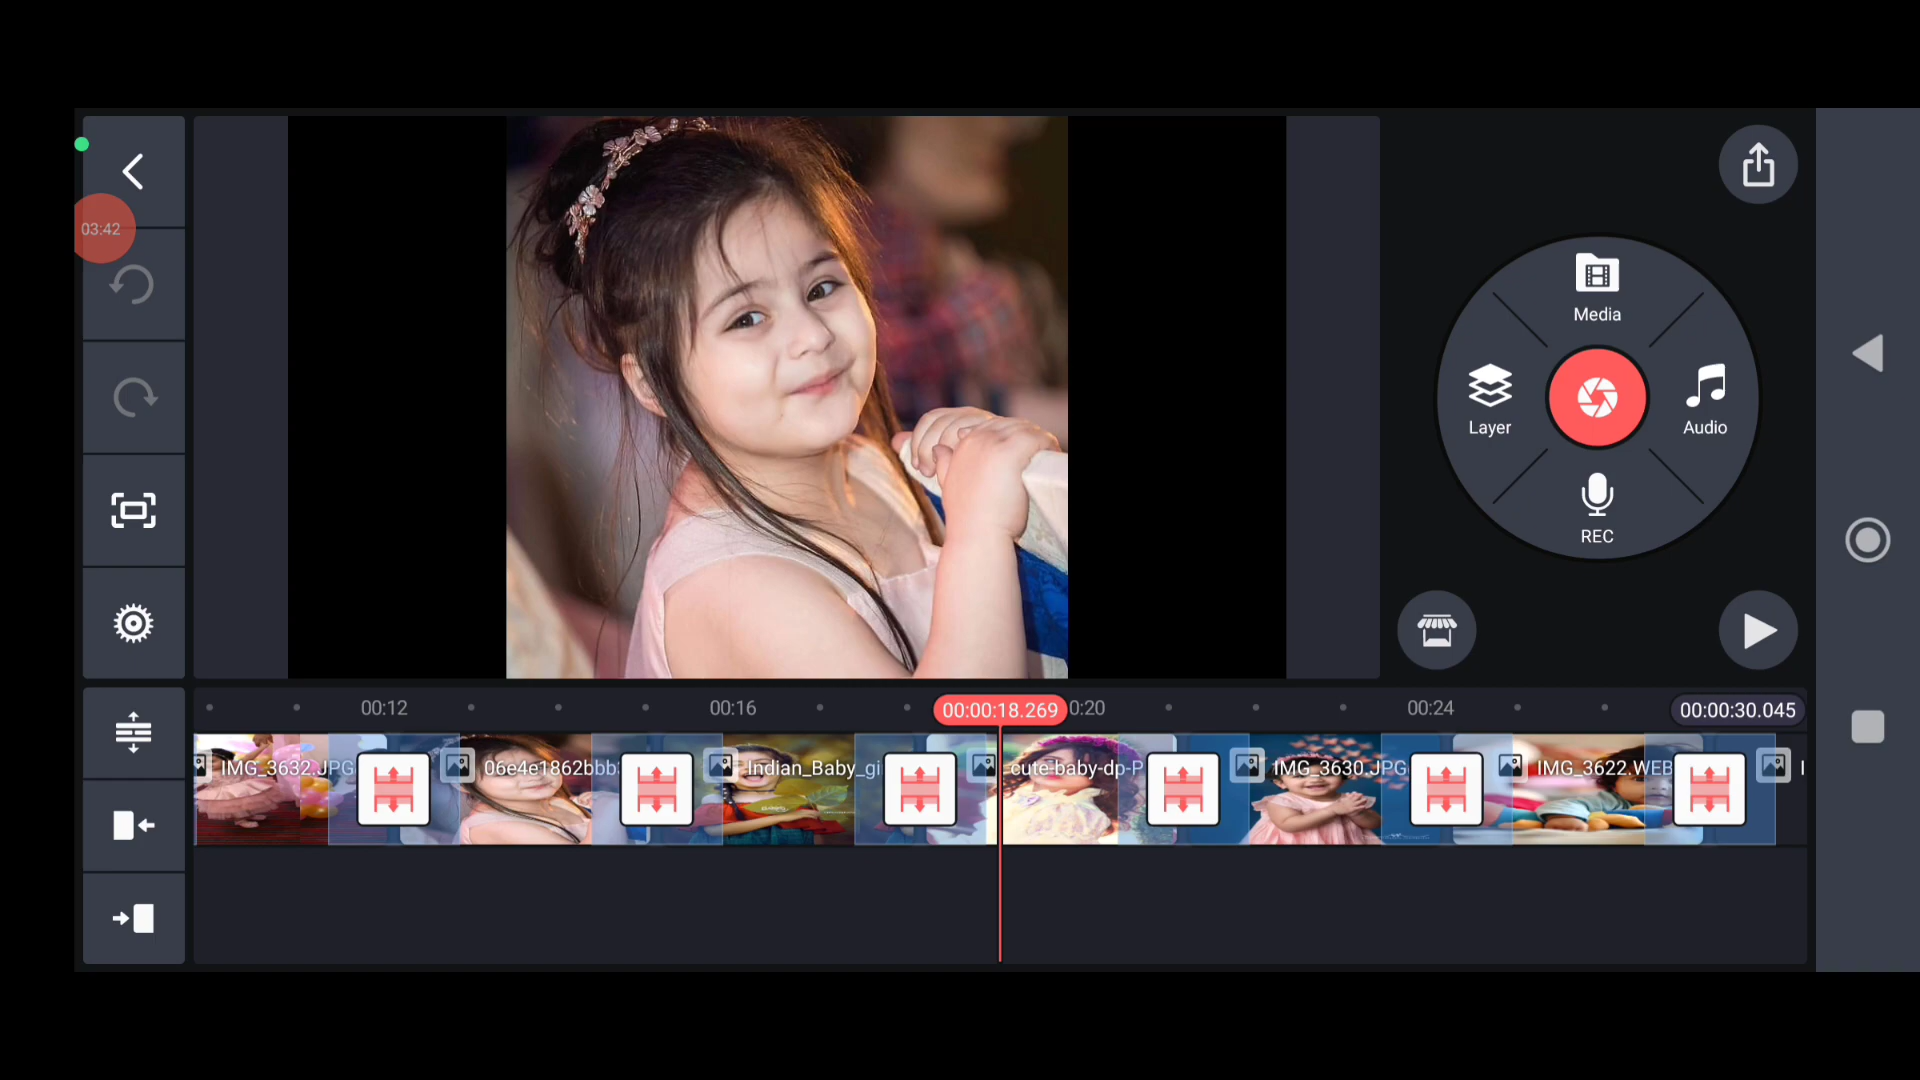 03:42
Media
Layer
Audio
REC
00:12
00:16
00:00:18.269
0:20
00:24
00:00:30.045
IMG_3632.JPG
06e4e1862bbb
Indian_Baby_gi
cute-baby-dp-P
IMG_3630.JPG
IMG_3622.WEB
I